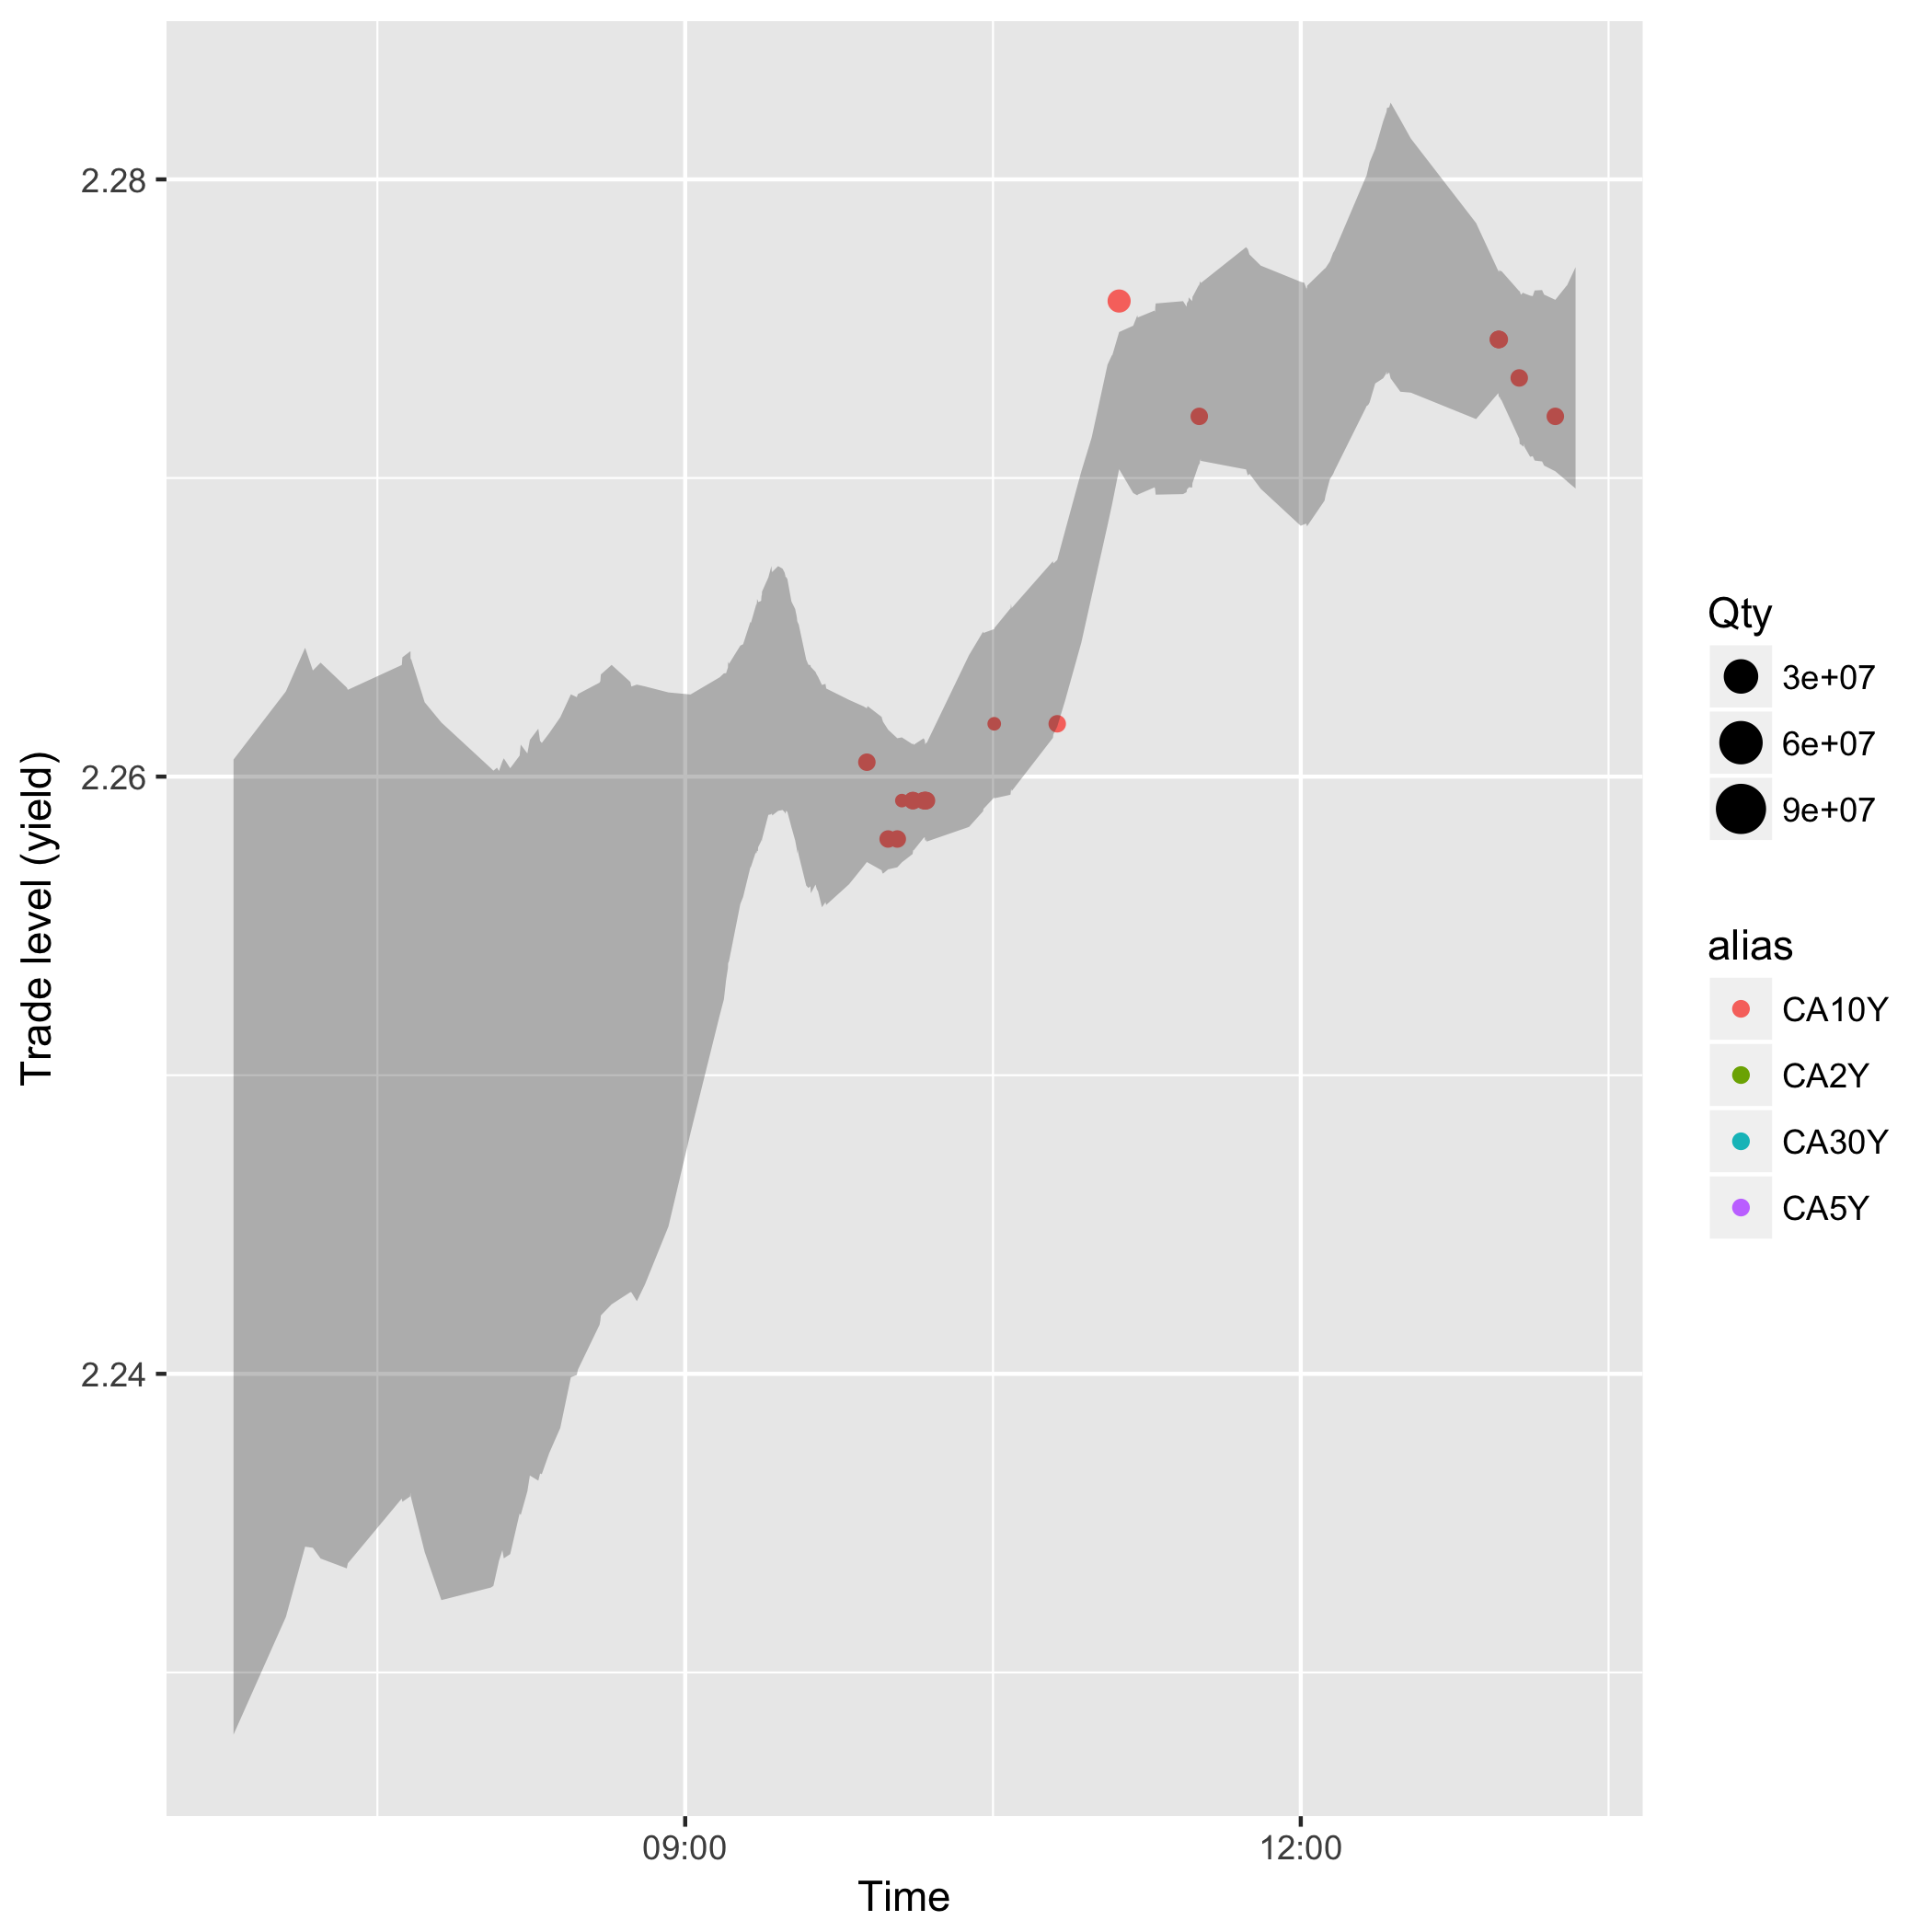 2.28
2.26
2.24
Trade level (yield)
09:00
12:00
Time
Qty
3e+07
6e+07
9e+07
alias
CA10Y
CA2Y
CA30Y
CA5Y